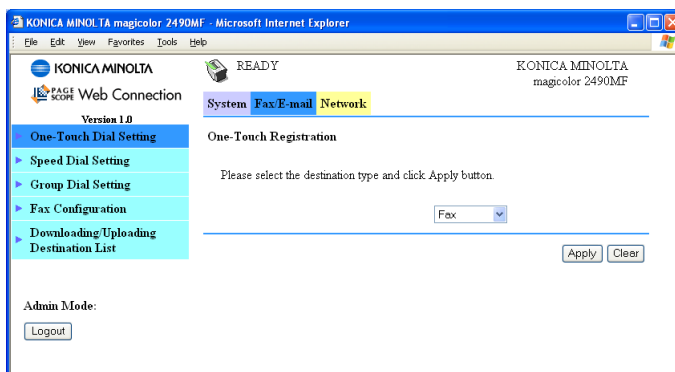 KONICA MINOLTA magicolor 2490MF - Microsoft Internet Explorer
File Edit View Favorites Tools Help
KONICA MINOLTA
PAGE SCOPE Web Connection
Version 1.0
READY
KONICA MINOLTA
magicolor 2490MF
System Fax/E-mail Network
One-Touch Dial Setting
Speed Dial Setting
Group Dial Setting
Fax Configuration
Downloading/Uploading
Destination List
Admin Mode:
Logout
One-Touch Registration
Please select the destination type and click Apply button.
Fax
Apply Clear